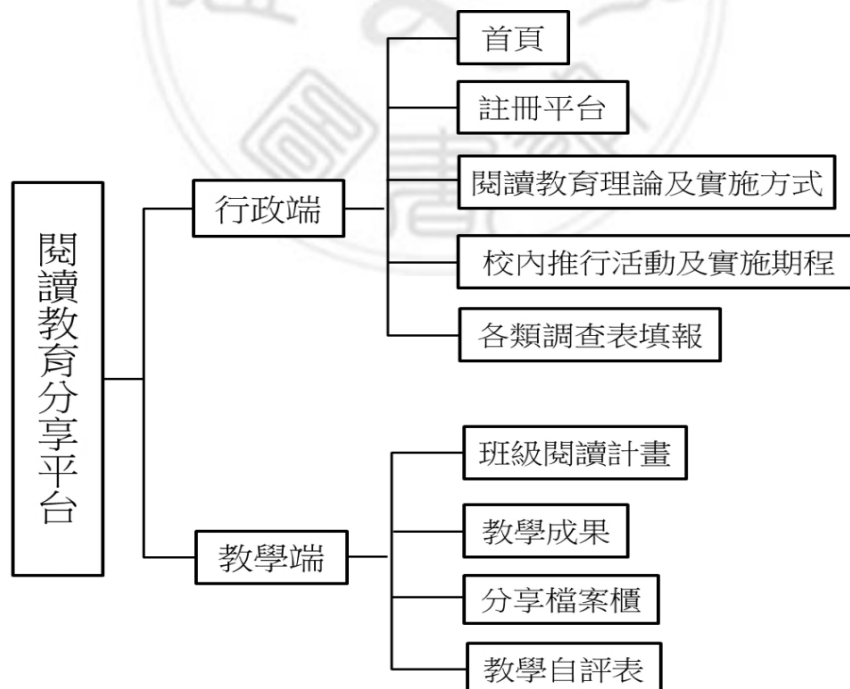 閱讀教育分享平台
行政端
首頁
註冊平台
閱讀教育理論及實施方式
校內推行活動及實施期程
各類調查表填報
教學端
班級閱讀計畫
教學成果
分享檔案櫃
教學自評表